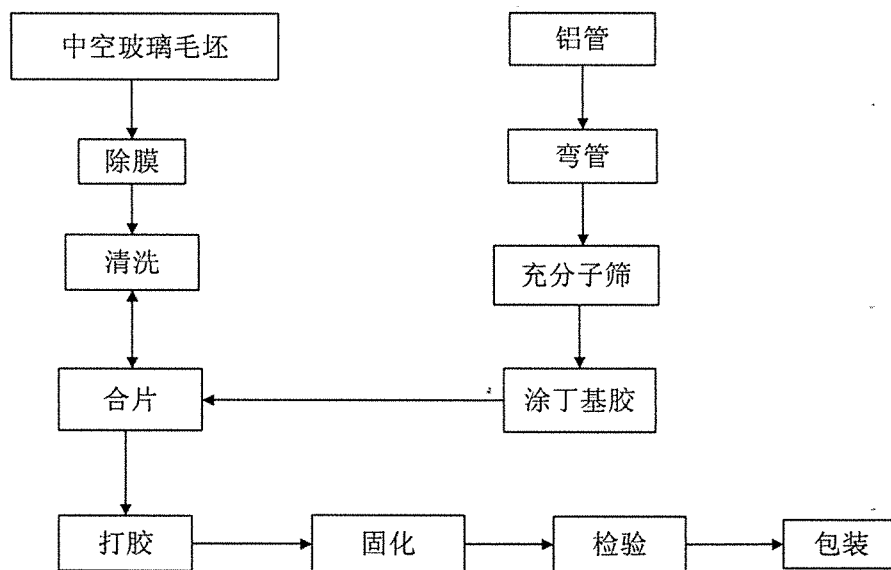 中空玻璃毛坯
铝管
除膜
弯管
清洗
充分子筛
合片
涂丁基胶
打胶
固化
检验
包装